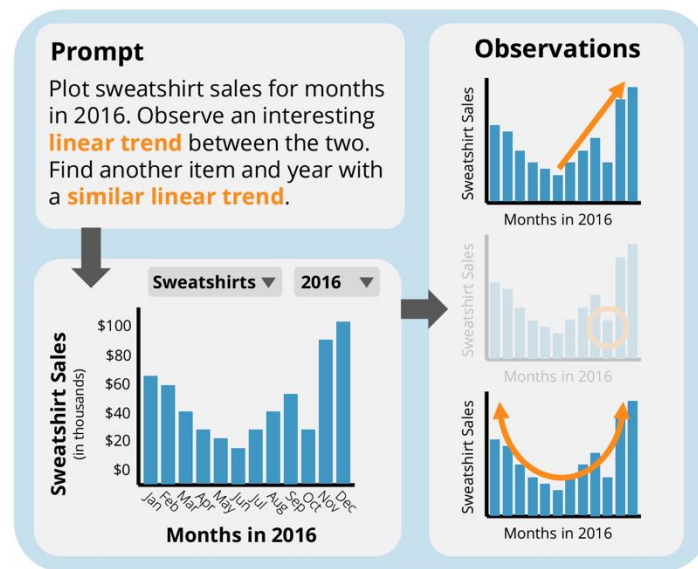 Prompt
Plot sweatshirt sales for months
in 2016. Observe an interesting
linear trend between the two.
Find another item and year with
a similar linear trend.
Sweatshirts
2016
Sweatshirt Sales
(in thousands)
$100
$80
$60
$40
$20
$0
Jan
Feb
Mar
Apr
May
Jun
Jul
Aug
Sep
Oct
Nov
Dec
Months in 2016
Observations
Sweatshirt Sales
Months in 2016
Sweatshirt Sales
Months in 2016
Sweatshirt Sales
Months in 2016